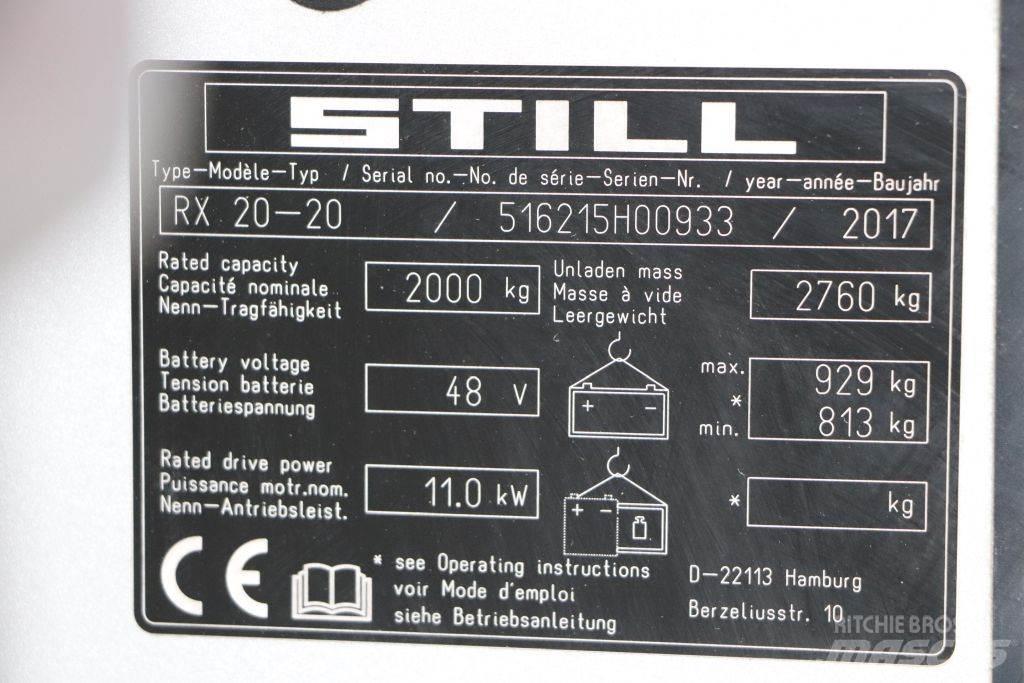 STILL
Type-Modèle-Typ / Serial no.-No. de série-Serien-Nr. / year-année-Baujahr
RX 20-20 / 516215H00933 / 2017
Rated capacity
Capacité nominale
Nenn-Tragfähigkeit
2000 kg
Unladen mass
Masse à vide
Leergewicht
2760 kg
Battery voltage
Tension batterie
Batteriespannung
48 V
+ -
max. 929 kg
*
min. 813 kg
Rated drive power
Puissance motr.nom.
Nenn-Antriebsleist.
11.0 kW
+ -
* kg
CE
* see Operating instructions
voir Mode d'emploi
siehe Betriebsanleitung
D-22113 Hamburg
Berzeliusstr. 10
RITCHIE BROS
Mascus